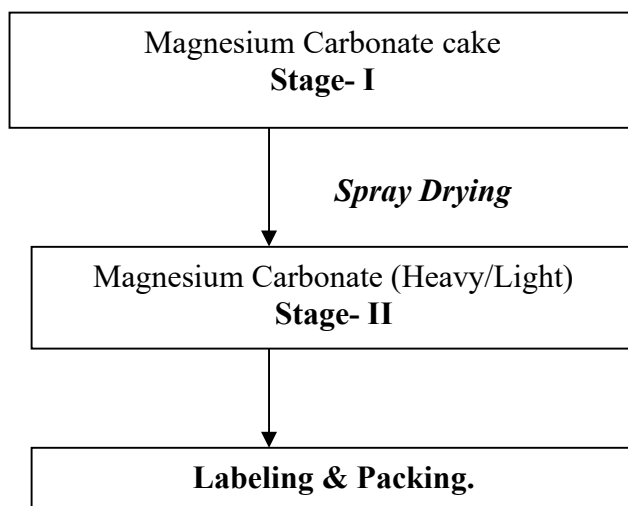 Magnesium Carbonate cake
Stage- I
Spray Drying
Magnesium Carbonate (Heavy/Light)
Stage- II
Labeling & Packing.